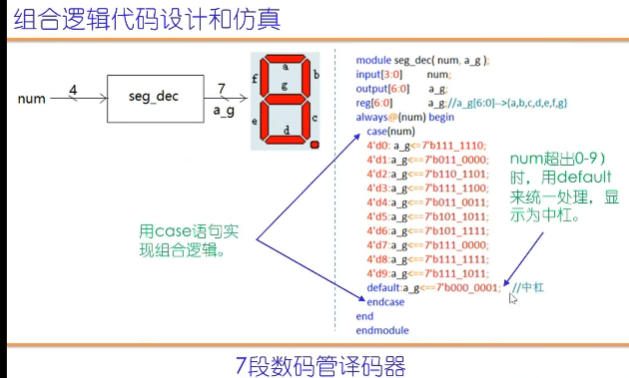 组合逻辑代码设计和仿真
num
4
seg_dec
7
a_g
a
f
b
g
e
c
d
用case语句实
现组合逻辑。
module seg_dec( num, a_g );
input[3:0] num;
output[6:0] a_g;
reg[6:0] a_g;//a_g[6:0]-->{a,b,c,d,e,f,g}
always@(num) begin
case(num)
4'd0: a_g<=7'b111_1110;
4'd1:a_g<=7'b011_0000;
4'd2:a_g<=7'b110_1101;
4'd3:a_g<=7'b111_1100;
4'd4:a_g<=7'b011_0011;
4'd5:a_g<=7'b101_1011;
4'd6:a_g<=7'b101_1111;
4'd7:a_g<=7'b111_0000;
4'd8:a_g<=7'b111_1111;
4'd9:a_g<=7'b111_1011;
default:a_g<=7'b000_0001; //中杠
endcase
end
endmodule
num超出0-9）
时，用default
来统一处理，显
示为中杠。
7段数码管译码器